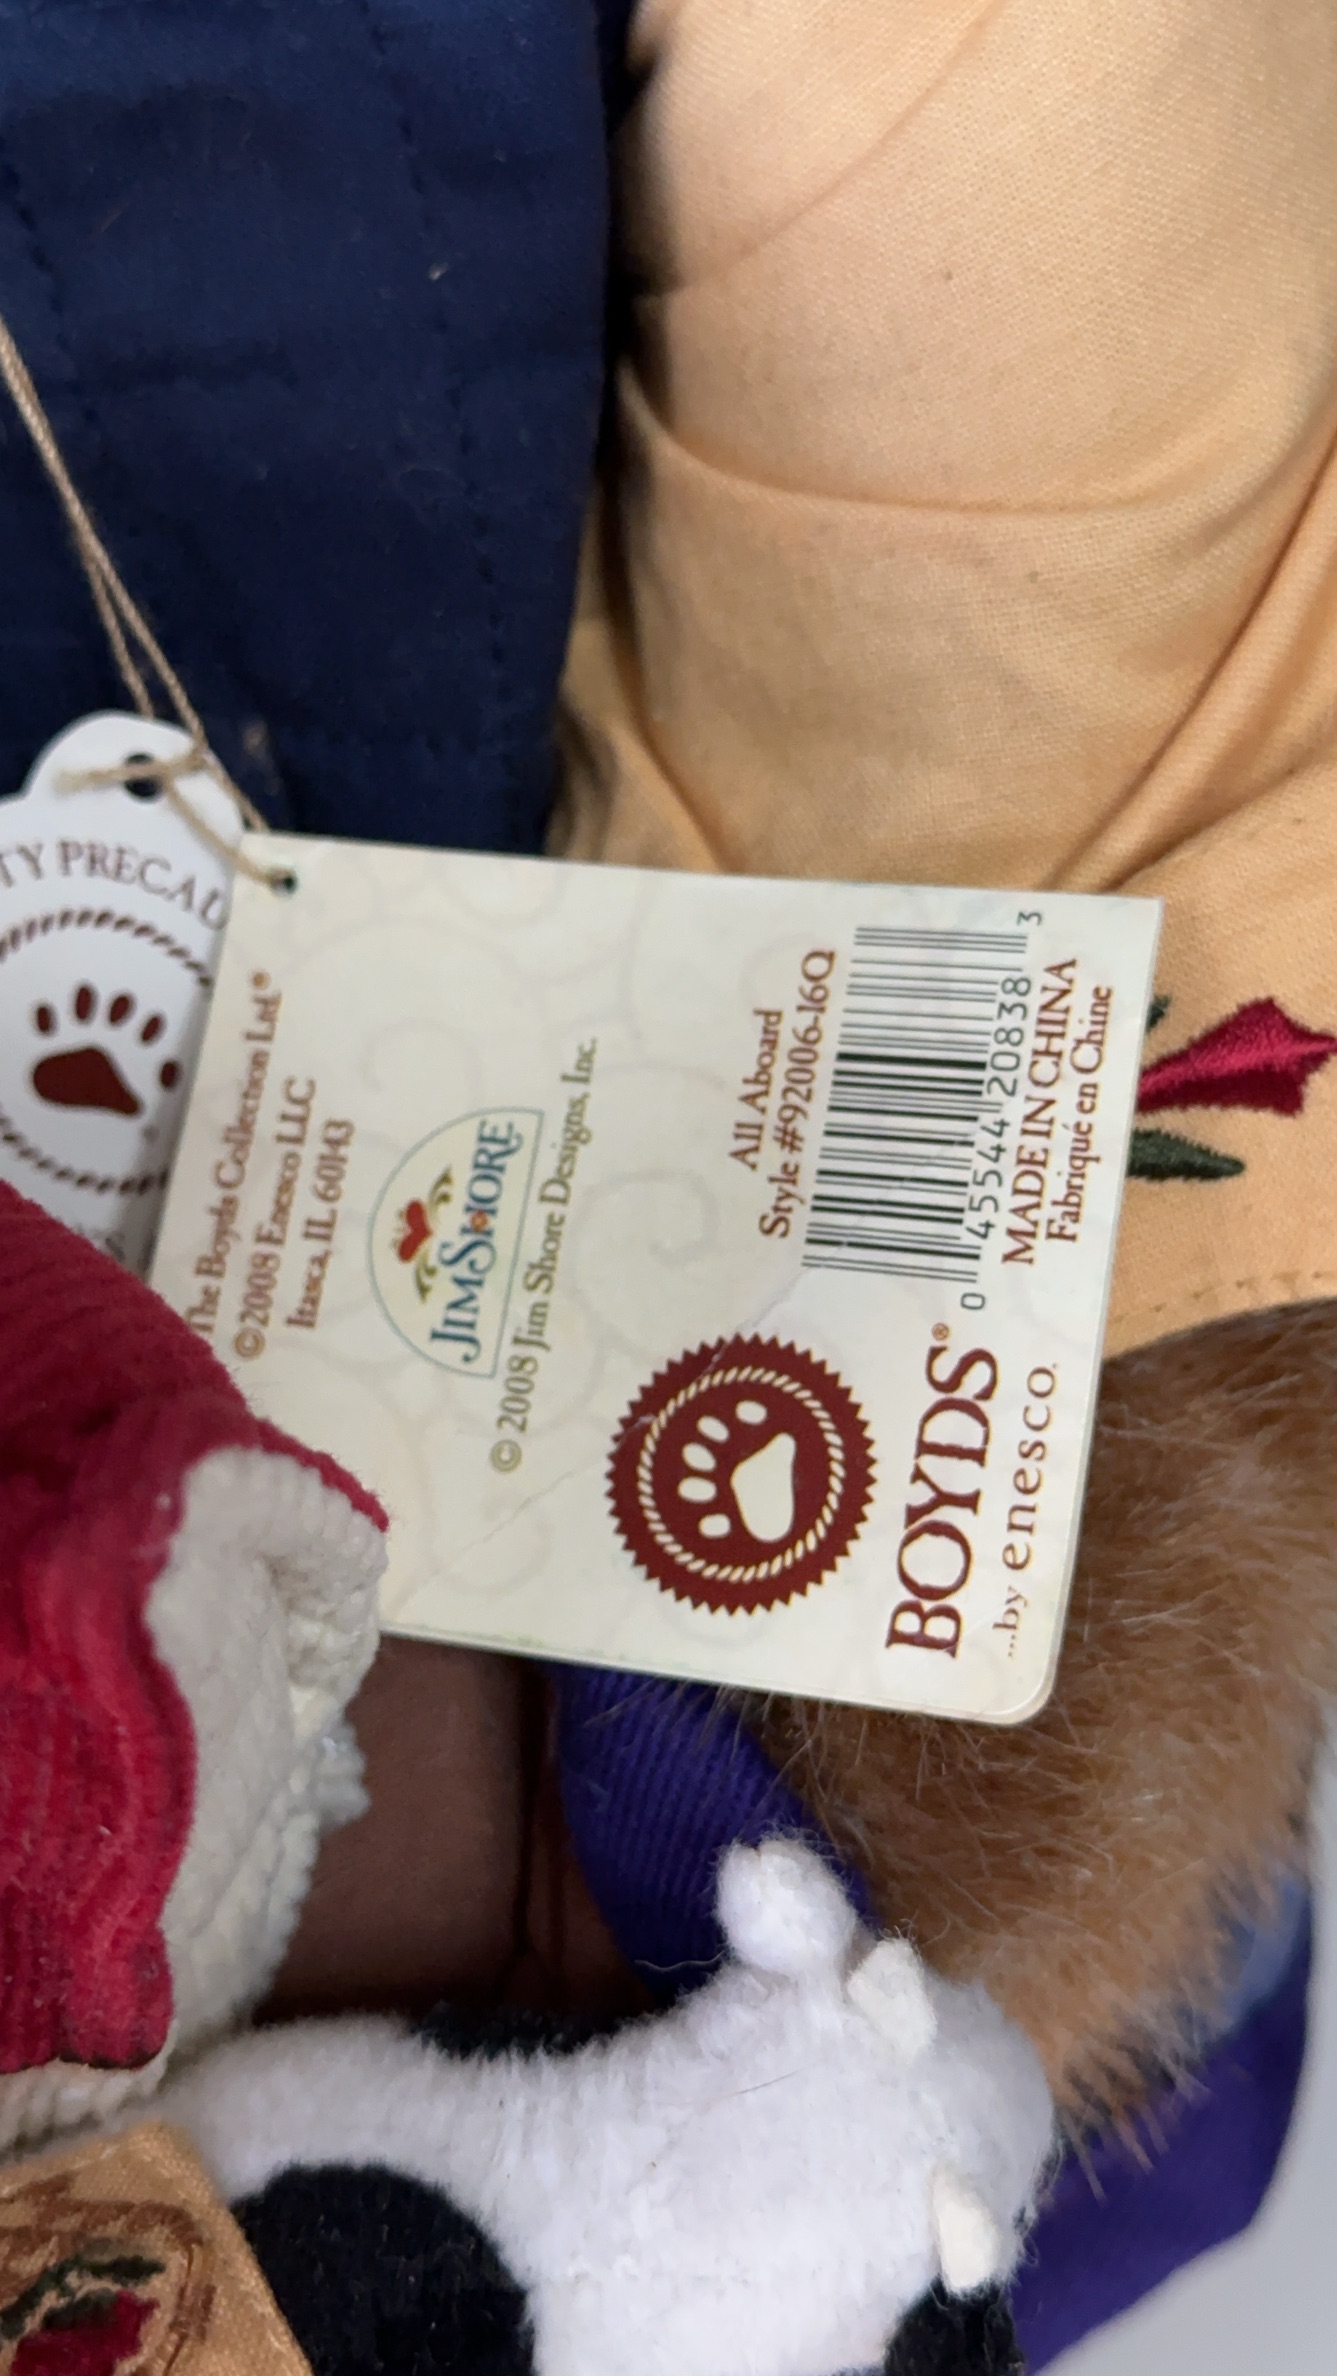 The Boyds Collection Ltd.®
©2008 Enesco LLC
Itasca, IL 60143
JIM SHORE
© 2008 Jim Shore Designs, Inc.
All Aboard
Style #92006-16Q
0 45544 20838 3
MADE IN CHINA
Fabriqué en Chine
BOYDS®
...by enesco.
TY PRECAU